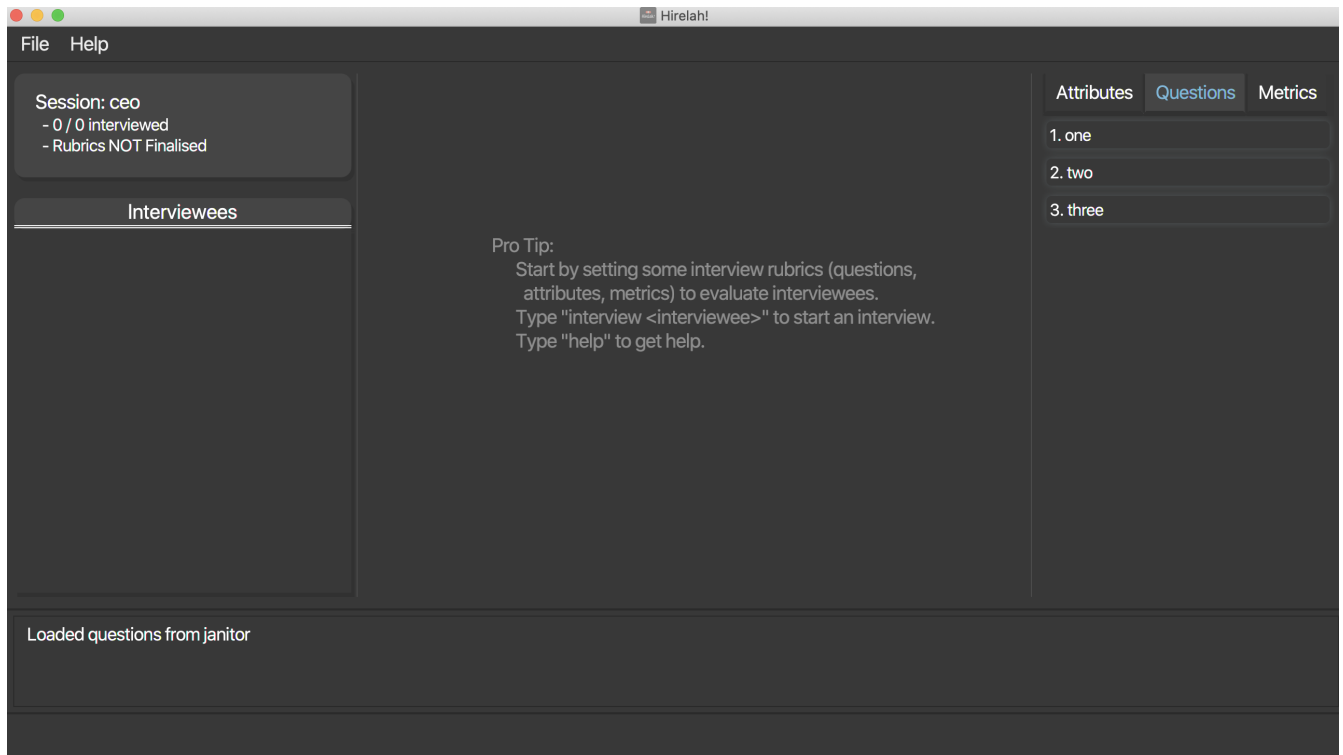 Hirelah!
File Help
Session: ceo
- 0 / 0 interviewed
- Rubrics NOT Finalised
Interviewees
Pro Tip:
Start by setting some interview rubrics (questions,
attributes, metrics) to evaluate interviewees.
Type "interview <interviewee>" to start an interview.
Type "help" to get help.
Attributes Questions Metrics
1. one
2. two
3. three
Loaded questions from janitor